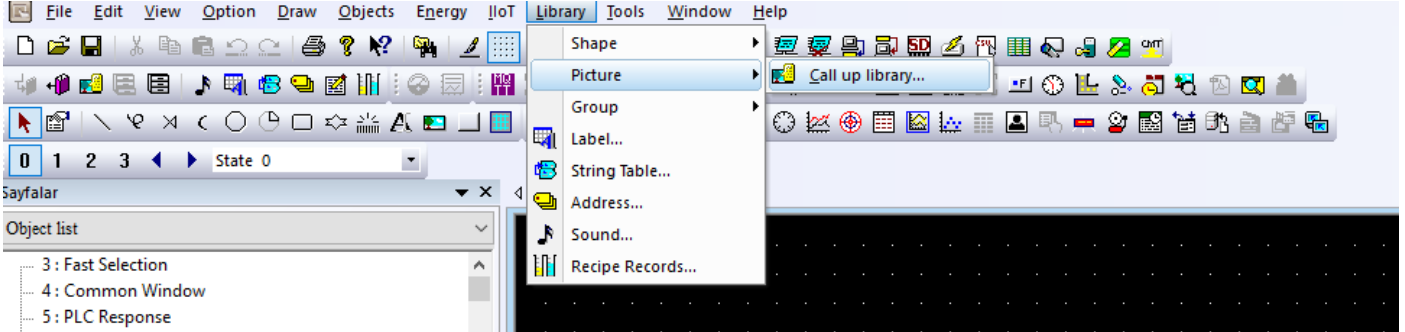 File Edit View Option Draw Objects Energy IIoT Library Tools Window Help
Shape
Picture
Call up library...
Group
Label...
String Table...
Address...
Sound...
Recipe Records...
0 1 2 3 State 0
Sayfalar
Object list
3 : Fast Selection
4 : Common Window
5 : PLC Response